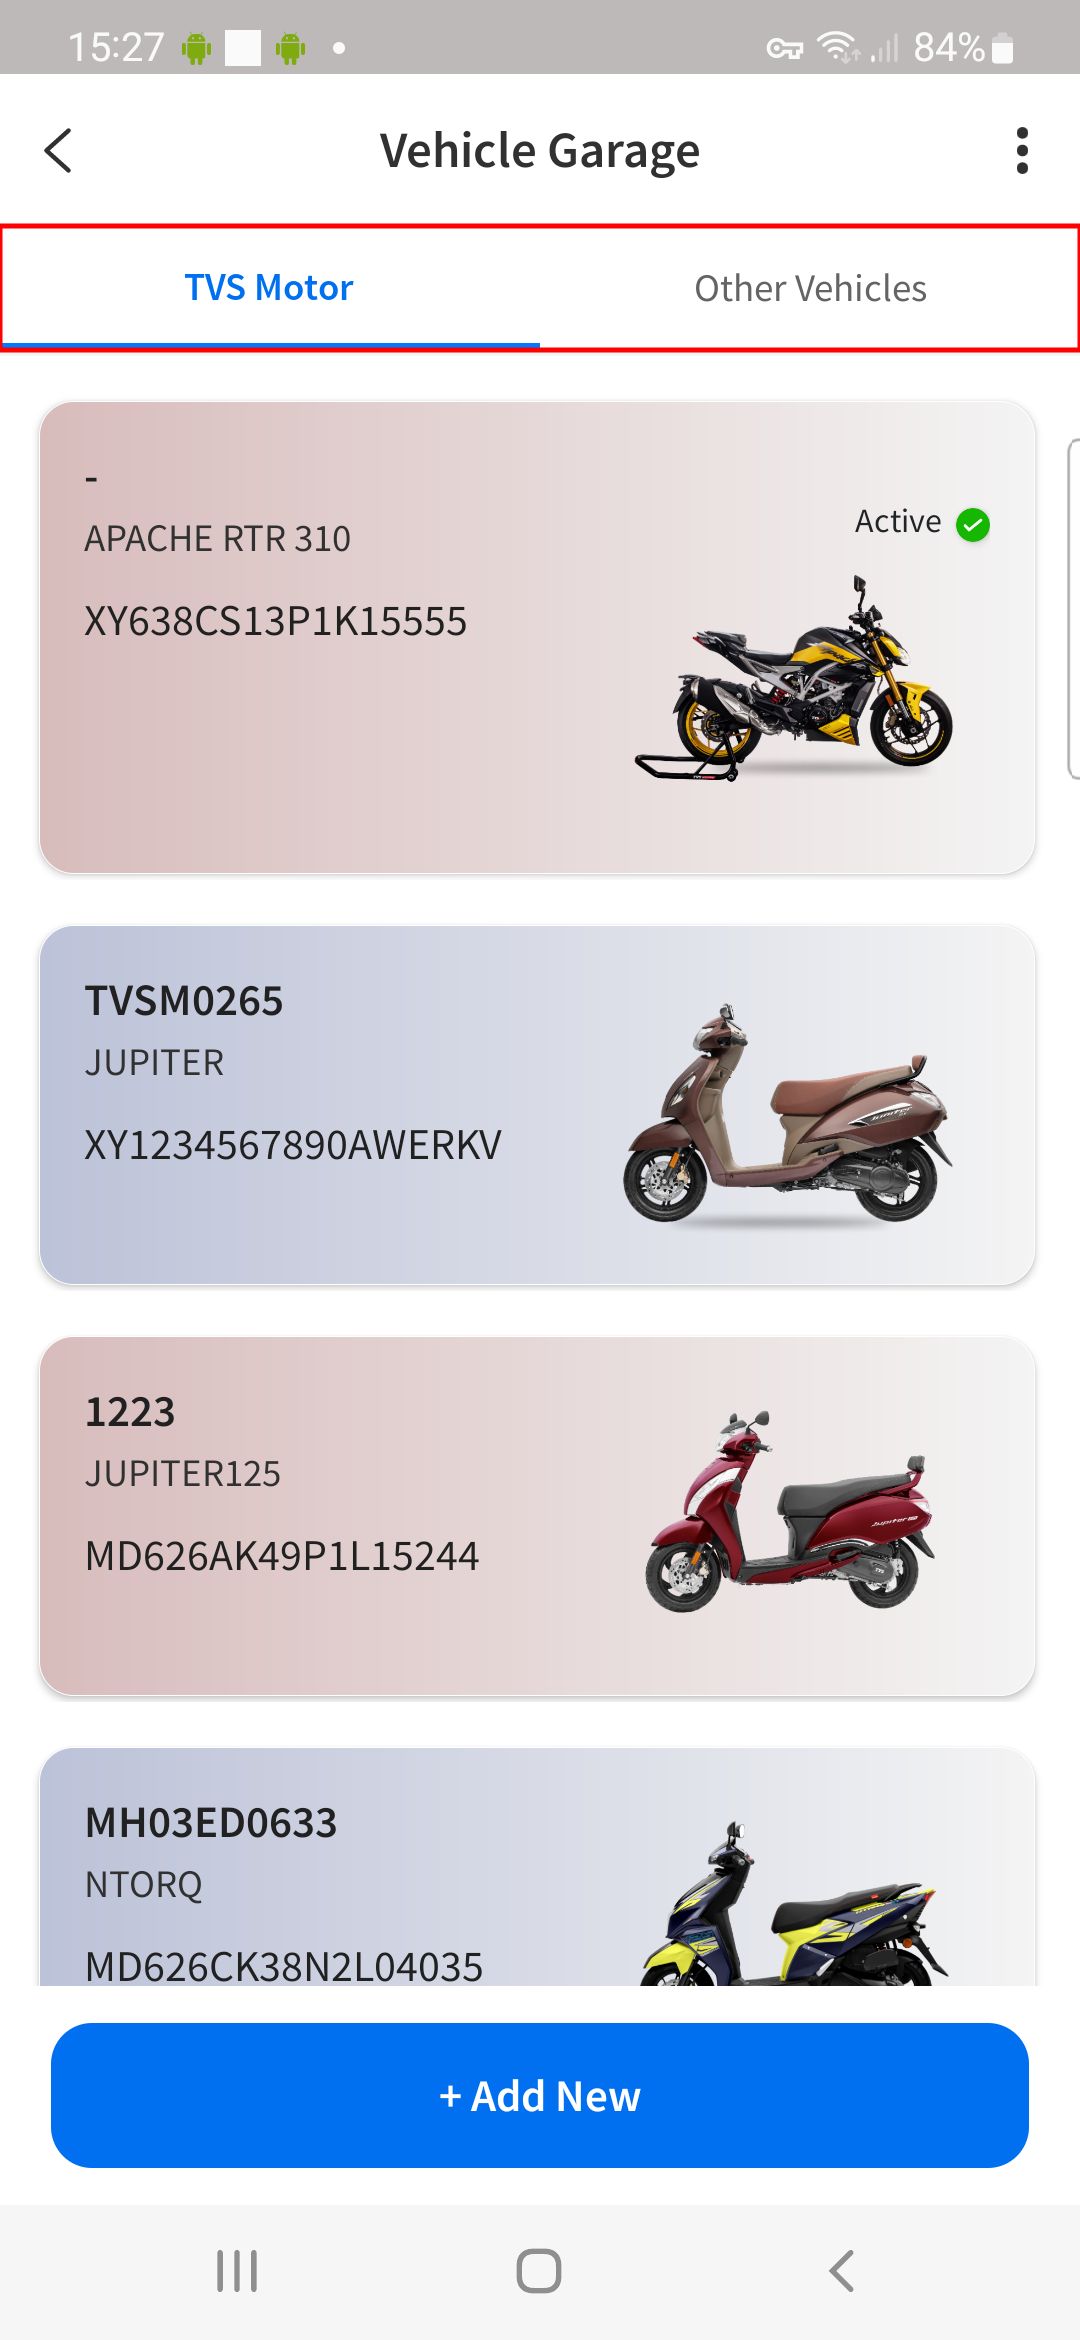 15:27
84%
Vehicle Garage
TVS Motor
Other Vehicles
-
APACHE RTR 310
Active
XY638CS13P1K15555
TVSM0265
JUPITER
XY1234567890AWERKV
1223
JUPITER125
MD626AK49P1L15244
MH03ED0633
NTORQ
MD626CK38N2L04035
+ Add New